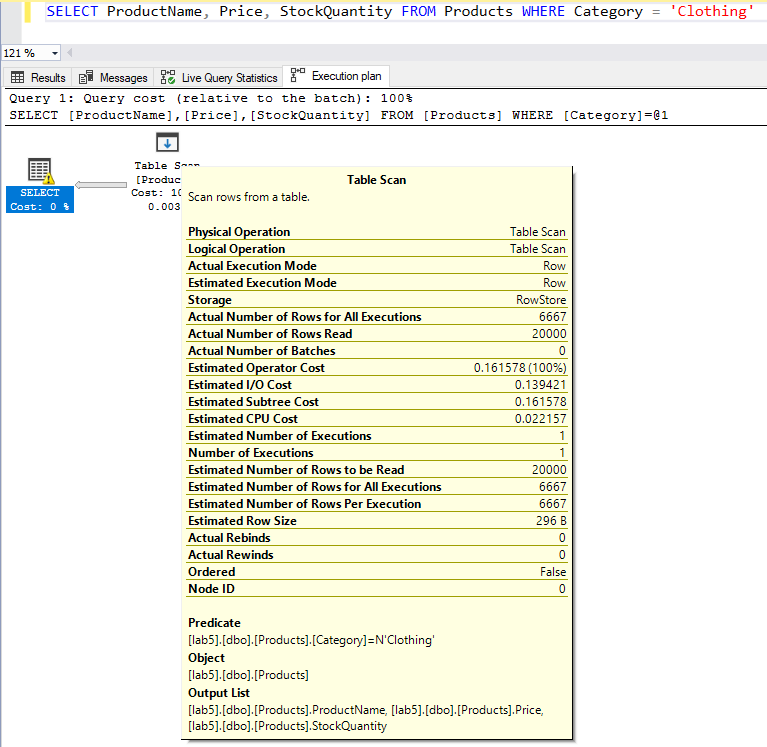 SELECT ProductName, Price, StockQuantity FROM Products WHERE Category = 'Clothing'
121 %
Results Messages Live Query Statistics Execution plan
Query 1: Query cost (relative to the batch): 100%
SELECT [ProductName],[Price],[StockQuantity] FROM [Products] WHERE [Category]=@1
SELECT
Cost: 0 %
Table Scan
[Produc
Cost: 10
0.003
Table Scan
Scan rows from a table.
Physical Operation Table Scan
Logical Operation Table Scan
Actual Execution Mode Row
Estimated Execution Mode Row
Storage RowStore
Actual Number of Rows for All Executions 6667
Actual Number of Rows Read 20000
Actual Number of Batches 0
Estimated Operator Cost 0.161578 (100%)
Estimated I/O Cost 0.139421
Estimated Subtree Cost 0.161578
Estimated CPU Cost 0.022157
Estimated Number of Executions 1
Number of Executions 1
Estimated Number of Rows to be Read 20000
Estimated Number of Rows for All Executions 6667
Estimated Number of Rows Per Execution 6667
Estimated Row Size 296 B
Actual Rebinds 0
Actual Rewinds 0
Ordered False
Node ID 0
Predicate
[lab5].[dbo].[Products].[Category]=N'Clothing'
Object
[lab5].[dbo].[Products]
Output List
[lab5].[dbo].[Products].ProductName, [lab5].[dbo].[Products].Price,
[lab5].[dbo].[Products].StockQuantity